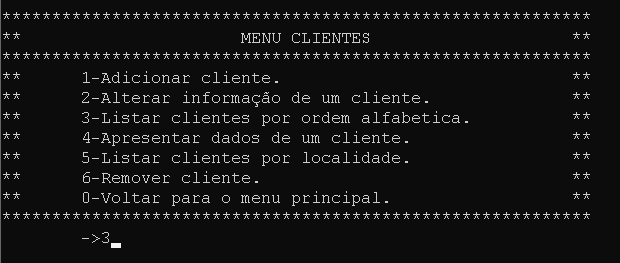 ***********************************************************
** MENU CLIENTES **
***********************************************************
** 1-Adicionar cliente. **
** 2-Alterar informação de um cliente. **
** 3-Listar clientes por ordem alfabetica. **
** 4-Apresentar dados de um cliente. **
** 5-Listar clientes por localidade. **
** 6-Remover cliente. **
** 0-Voltar para o menu principal. **
***********************************************************
->3